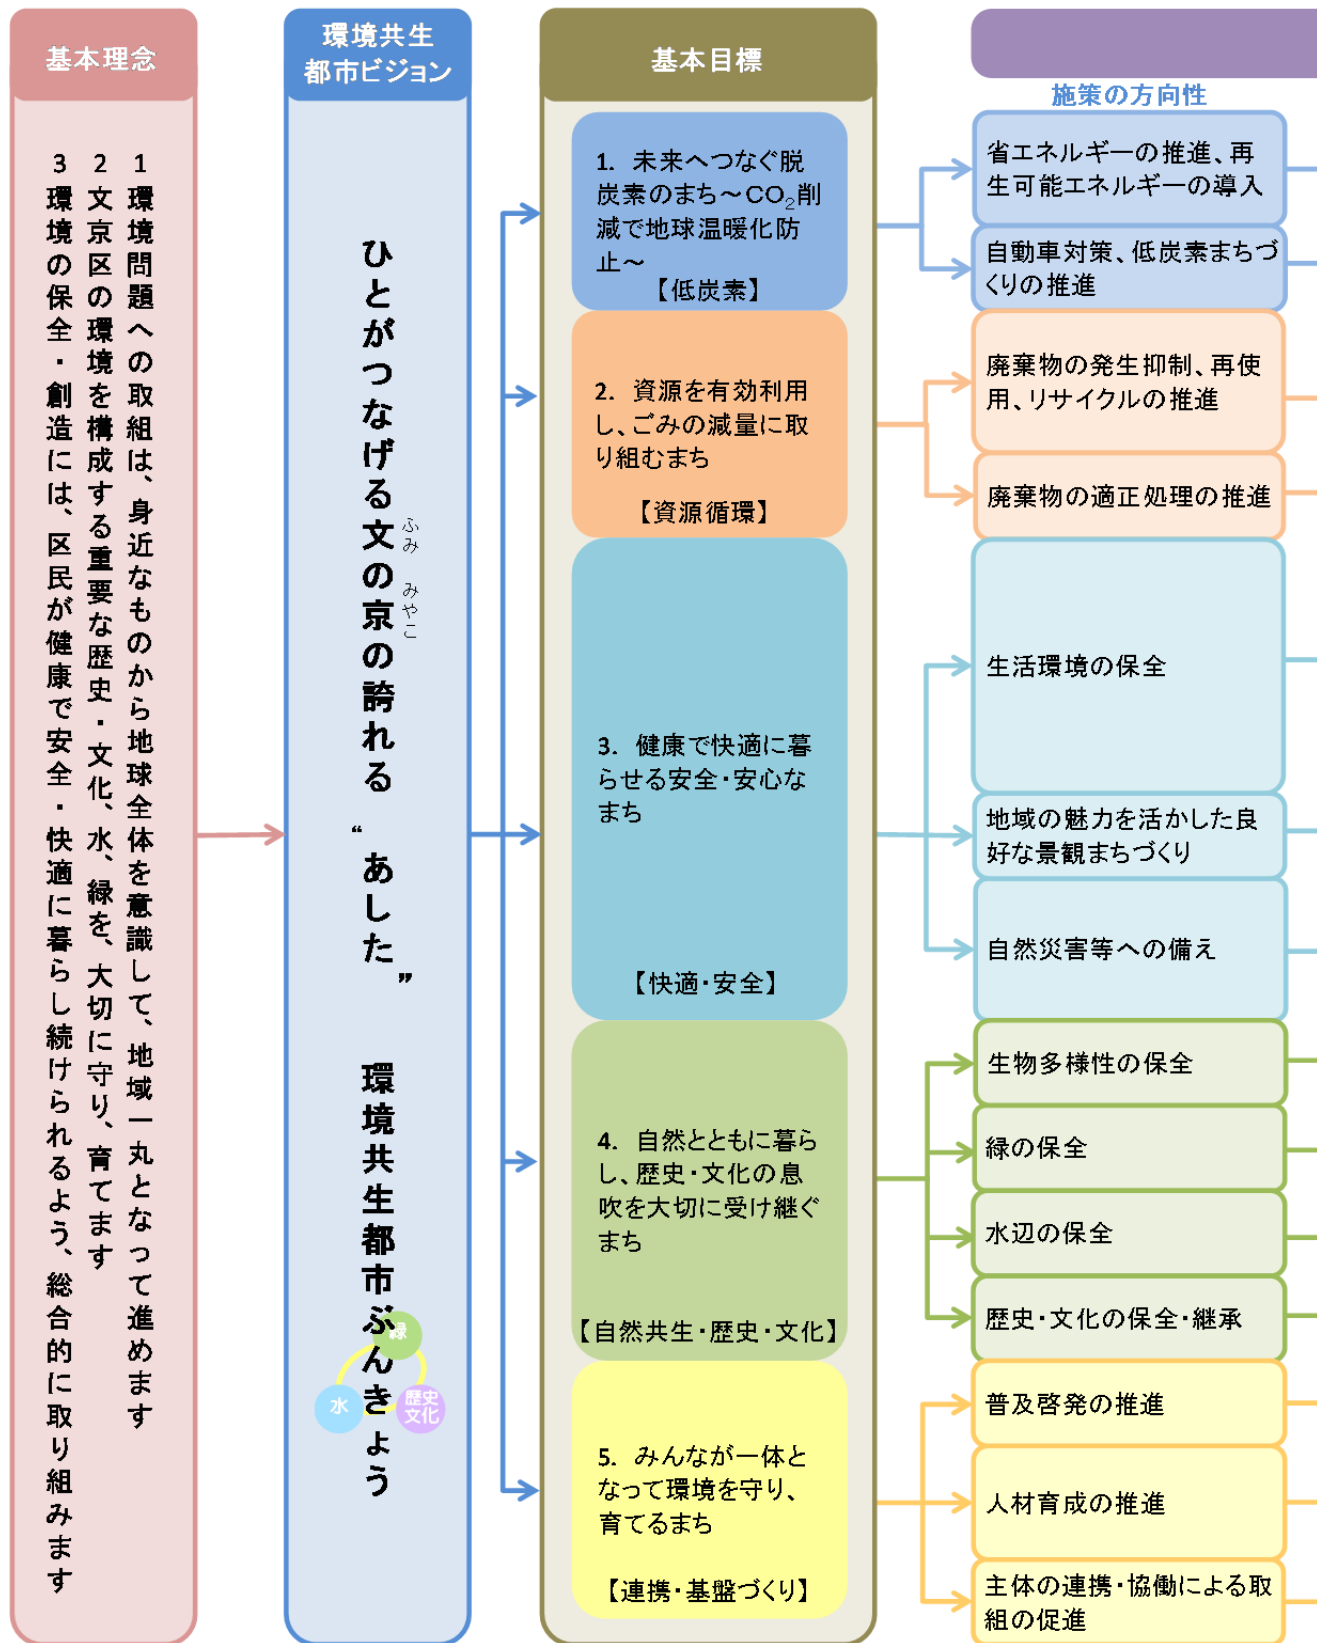 基本理念
1 環境問題への取組は、身近なものから地球全体を意識して、地域一丸となって進めます
2 文京区の環境を構成する重要な歴史・文化、水、緑を、大切に守り、育てます
3 環境の保全・創造には、区民が健康で安全・快適に暮らし続けられるよう、総合的に取り組みます
環境共生
都市ビジョン
ひとがつなげる文の京の誇れる“あした” 環境共生都市ぶんきょう
ふみ みやこ
緑
水
歴史
文化
基本目標
1. 未来へつなぐ脱
炭素のまち～CO₂削
減で地球温暖化防
止～
【低炭素】
2. 資源を有効利用
し、ごみの減量に取
り組むまち
【資源循環】
3. 健康で快適に暮
らせる安全・安心な
まち
【快適・安全】
4. 自然とともに暮ら
し、歴史・文化の息
吹を大切に受け継ぐ
まち
【自然共生・歴史・文化】
5. みんなが一体と
なって環境を守り、
育てるまち
【連携・基盤づくり】
施策の方向性
省エネルギーの推進、再
生可能エネルギーの導入
自動車対策、低炭素まちづ
くりの推進
廃棄物の発生抑制、再使
用、リサイクルの推進
廃棄物の適正処理の推進
生活環境の保全
地域の魅力を活かした良
好な景観まちづくり
自然災害等への備え
生物多様性の保全
緑の保全
水辺の保全
歴史・文化の保全・継承
普及啓発の推進
人材育成の推進
主体の連携・協働による取
組の促進